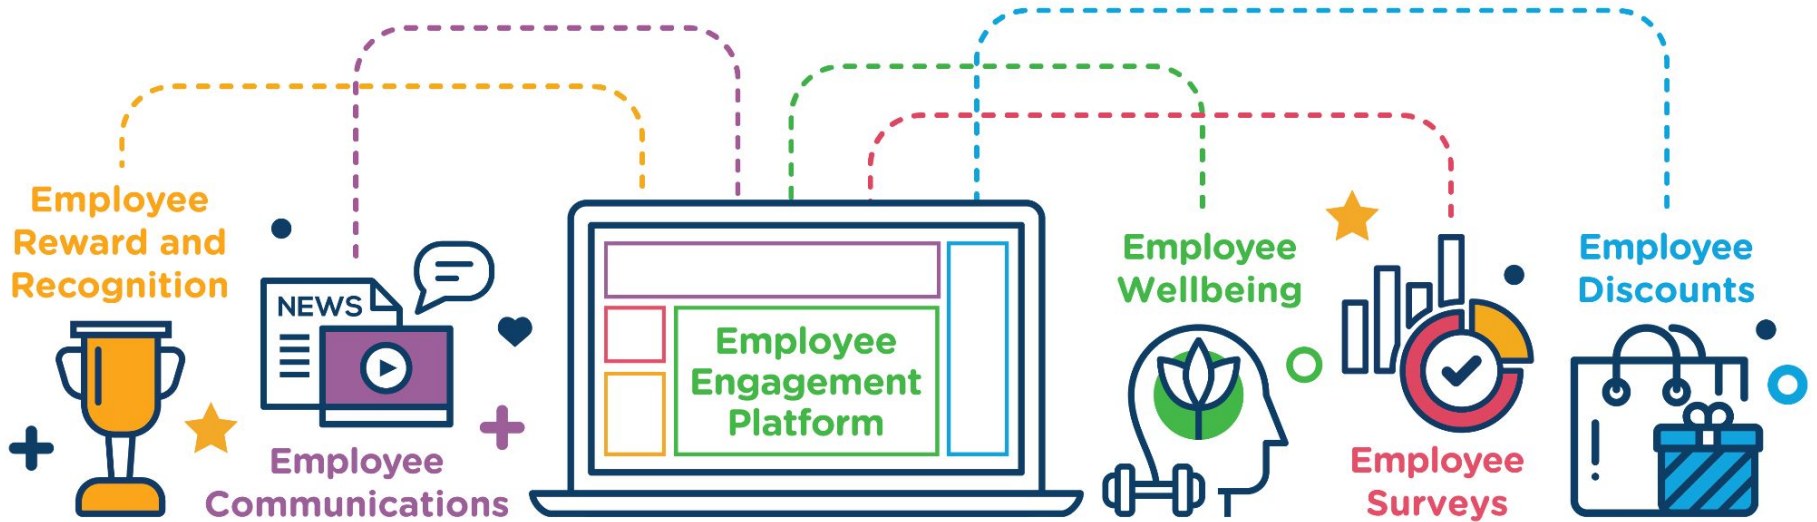 Employee
Reward and
Recognition
NEWS
Employee
Communications
Employee
Engagement
Platform
Employee
Wellbeing
Employee
Surveys
Employee
Discounts